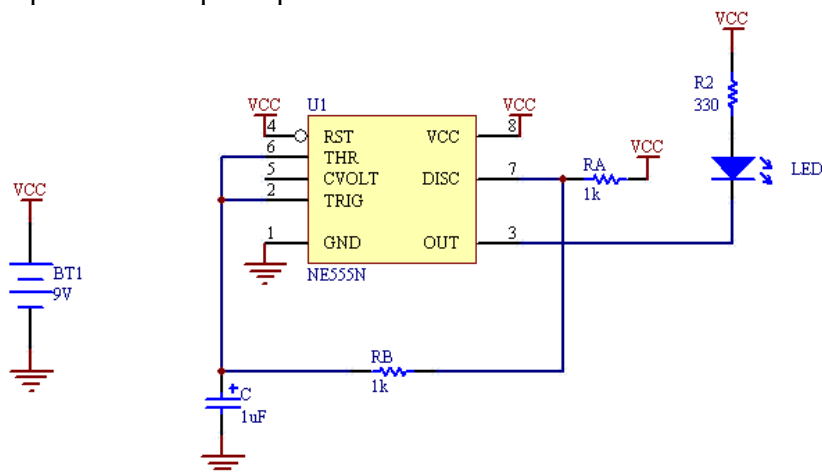 VCC
R2
330
LED
VCC
U1
VCC
4
RST
VCC
8
6
THR
5
CVOLT
DISC
7
RA
1k
VCC
2
TRIG
1
GND
OUT
3
NE555N
VCC
BT1
9V
RB
1k
+
C
1uF